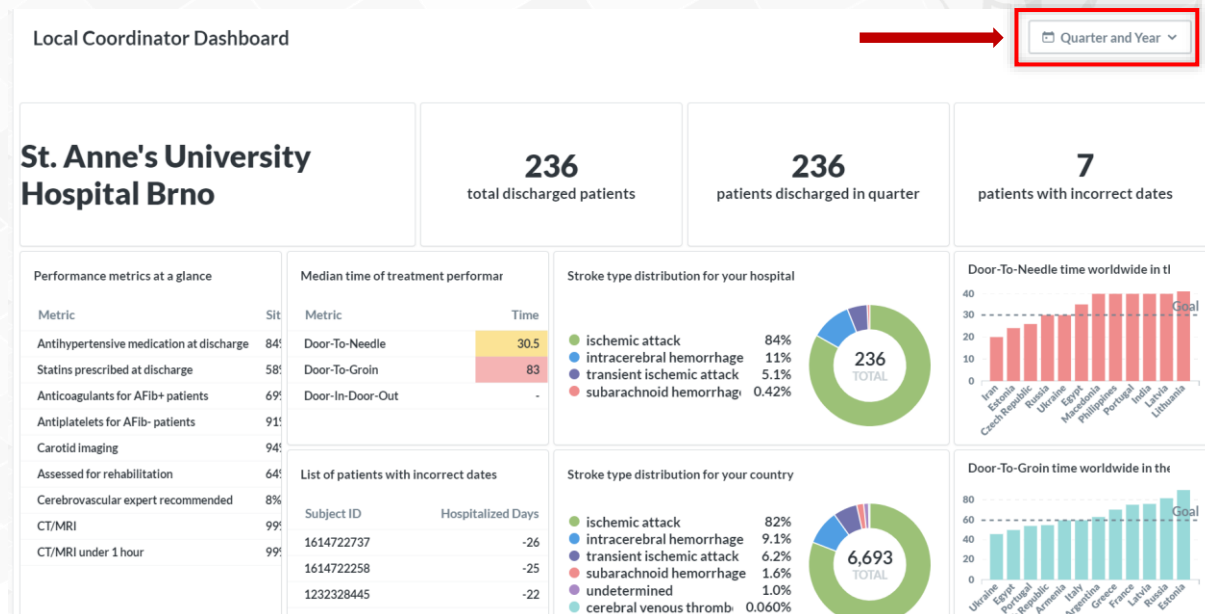 Local Coordinator Dashboard
Quarter and Year
St. Anne's University
Hospital Brno
236
total discharged patients
236
patients discharged in quarter
7
patients with incorrect dates
Performance metrics at a glance
Metric Sit
Antihypertensive medication at discharge 84%
Statins prescribed at discharge 58%
Anticoagulants for AFib+ patients 69%
Antiplatelets for AFib- patients 91%
Carotid imaging 94%
Assessed for rehabilitation 64%
Cerebrovascular expert recommended 8%
CT/MRI 99%
CT/MRI under 1 hour 99%
Median time of treatment performar
Metric Time
Door-To-Needle 30.5
Door-To-Groin 83
Door-In-Door-Out -
List of patients with incorrect dates
Subject ID Hospitalized Days
1614722737 -26
1614722258 -25
1232328445 -22
Stroke type distribution for your hospital
ischemic attack 84%
intracerebral hemorrhage 11%
transient ischemic attack 5.1%
subarachnoid hemorrhag 0.42%
236
TOTAL
Stroke type distribution for your country
ischemic attack 82%
intracerebral hemorrhage 9.1%
transient ischemic attack 6.2%
subarachnoid hemorrhage 1.6%
undetermined 1.0%
cerebral venous thromb 0.060%
6,693
TOTAL
Door-To-Needle time worldwide in tl
40
30
20
10
0
Goal
Iran
Estonia
Czech Republic
Russia
Ukraine
Egypt
Macedonia
Philippines
Portugal
India
Latvia
Lithuania
Door-To-Groin time worldwide in the
80
60
40
20
0
Goal
Ukraine
Egypt
Portugal
Republic
Armenia
Italy
Argentina
Greece
France
Latvia
Russia
Estonia